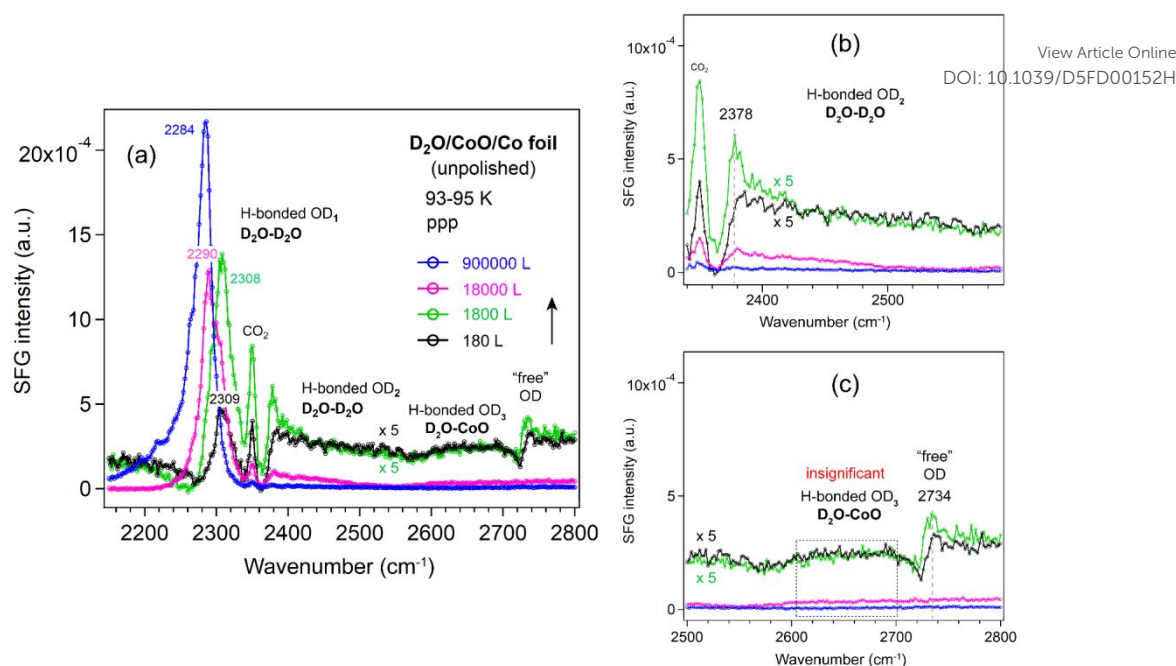 View Article Online
DOI: 10.1039/D5FD00152H
(a)
SFG intensity (a.u.)
20x10-4
15
10
5
0
2284
2290
2308
2309
H-bonded OD1
D2O-D2O
CO2
H-bonded OD2
D2O-D2O
H-bonded OD3
D2O-CoO
"free"
OD
x 5
x 5
D2O/CoO/Co foil
(unpolished)
93-95 K
ppp
900000 L
18000 L
1800 L
180 L
2200
2300
2400
2500
2600
2700
2800
Wavenumber (cm-1)
(b)
SFG intensity (a.u.)
10x10-4
5
0
CO2
2378
H-bonded OD2
D2O-D2O
x 5
x 5
2400
2500
Wavenumber (cm-1)
(c)
SFG intensity (a.u.)
10x10-4
5
0
insignificant
H-bonded OD3
D2O-CoO
"free"
OD
2734
x 5
x 5
2500
2600
2700
2800
Wavenumber (cm-1)